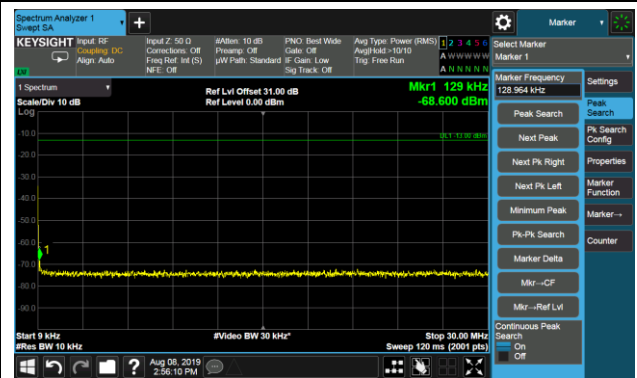 Spectrum Analyzer 1
Swept SA
+
Marker
KEYSIGHT
Input: RF
Coupling: DC
Align: Auto
Input Z: 50 Ω
Corrections: Off
Freq Ref: Int (S)
NFE: Off
#Atten: 10 dB
Preamp: Off
µW Path: Standard
PNO: Best Wide
Gate: Off
IF Gain: Low
Sig Track: Off
Avg Type: Power (RMS)
Avg|Hold:>10/10
Trig: Free Run
1 2 3 4 5 6
A W W W W W
A N N N N N
LW
Select Marker
Marker 1
1 Spectrum
Scale/Div 10 dB
Log
Ref Lvl Offset 31.00 dB
Ref Level 0.00 dBm
Mkr1 129 kHz
-68.600 dBm
DL1 -13.00 dBm
-10.0
-20.0
-30.0
-40.0
-50.0
-60.0
-70.0
-80.0
-90.0
1
Start 9 kHz
#Res BW 10 kHz
#Video BW 30 kHz*
Stop 30.00 MHz
Sweep 120 ms (2001 pts)
Marker Frequency
128.964 kHz
Peak Search
Next Peak
Next Pk Right
Next Pk Left
Minimum Peak
Pk-Pk Search
Marker Delta
Mkr→CF
Mkr→Ref Lvl
Continuous Peak
Search
On
Off
Settings
Peak
Search
Pk Search
Config
Properties
Marker
Function
Marker→
Counter
?
Aug 08, 2019
2:56:10 PM